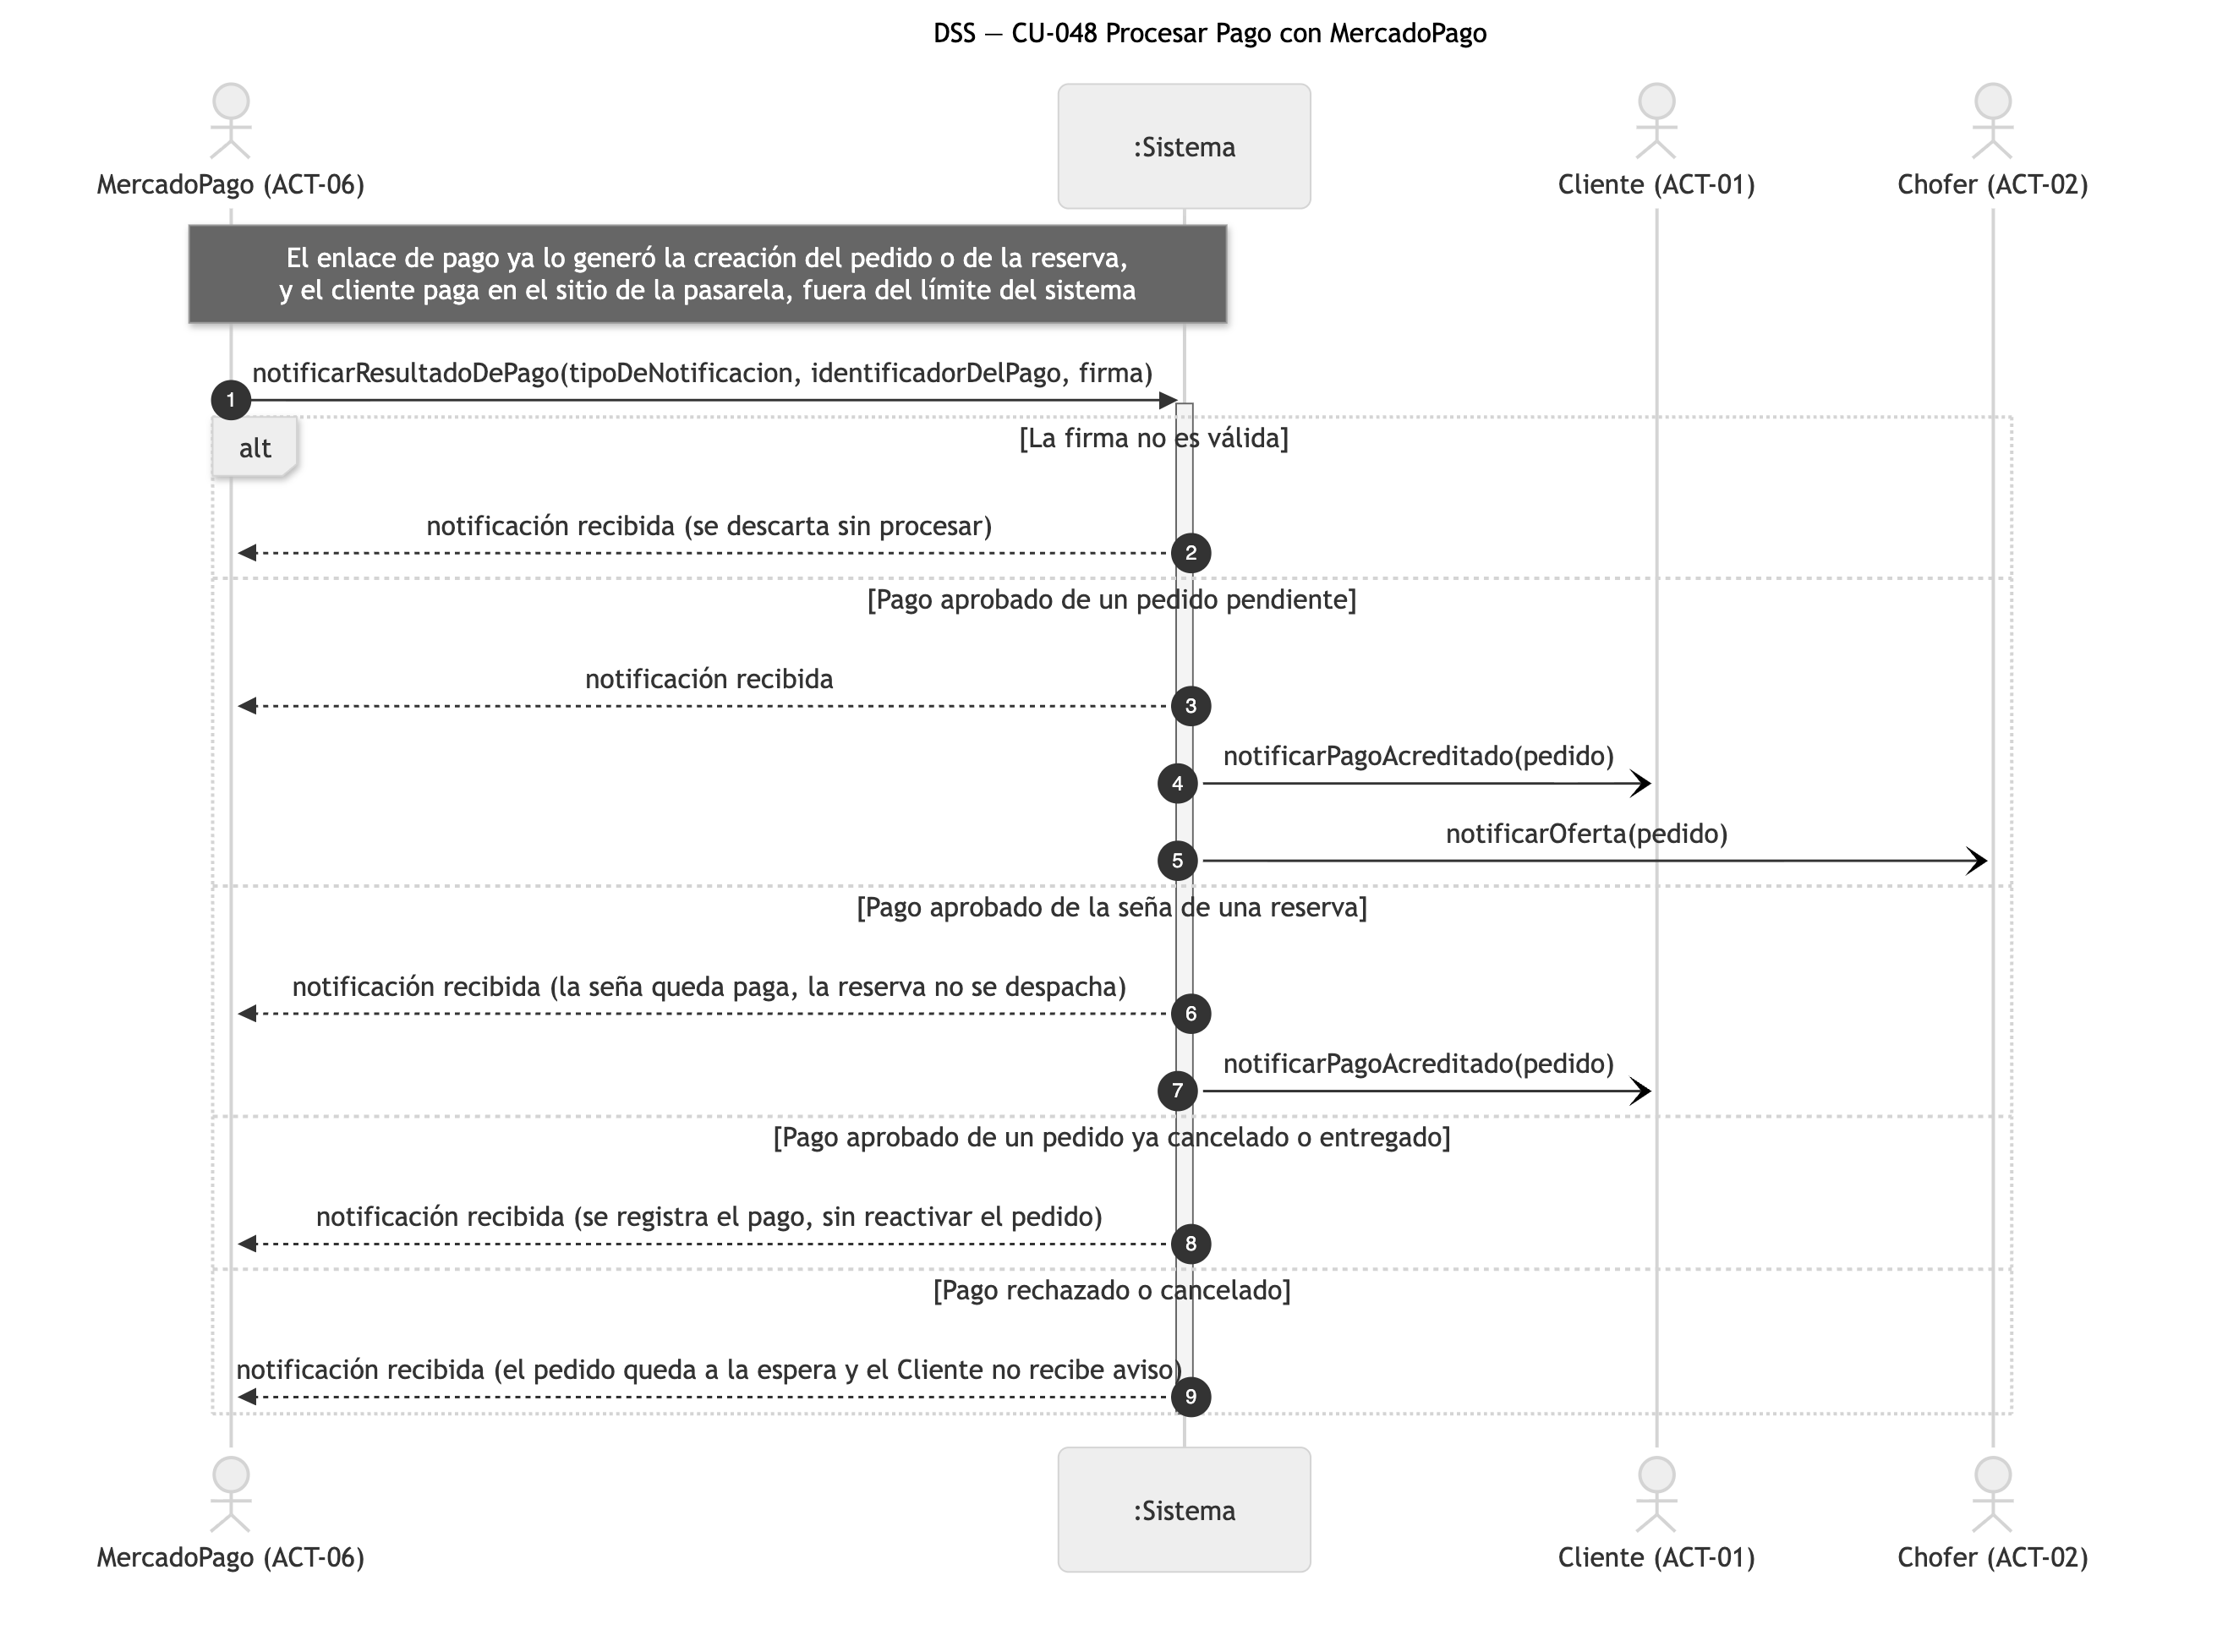 DSS — CU-048 Procesar Pago con MercadoPago
MercadoPago (ACT-06)
:Sistema
Cliente (ACT-01)
Chofer (ACT-02)
El enlace de pago ya lo generó la creación del pedido o de la reserva,
y el cliente paga en el sitio de la pasarela, fuera del límite del sistema
notificarResultadoDePago(tipoDeNotificacion, identificadorDelPago, firma)
1
alt
[La firma no es válida]
notificación recibida (se descarta sin procesar)
2
[Pago aprobado de un pedido pendiente]
notificación recibida
3
notificarPagoAcreditado(pedido)
4
notificarOferta(pedido)
5
[Pago aprobado de la seña de una reserva]
notificación recibida (la seña queda paga, la reserva no se despacha)
6
notificarPagoAcreditado(pedido)
7
[Pago aprobado de un pedido ya cancelado o entregado]
notificación recibida (se registra el pago, sin reactivar el pedido)
8
[Pago rechazado o cancelado]
notificación recibida (el pedido queda a la espera y el Cliente no recibe aviso)
9
MercadoPago (ACT-06)
:Sistema
Cliente (ACT-01)
Chofer (ACT-02)